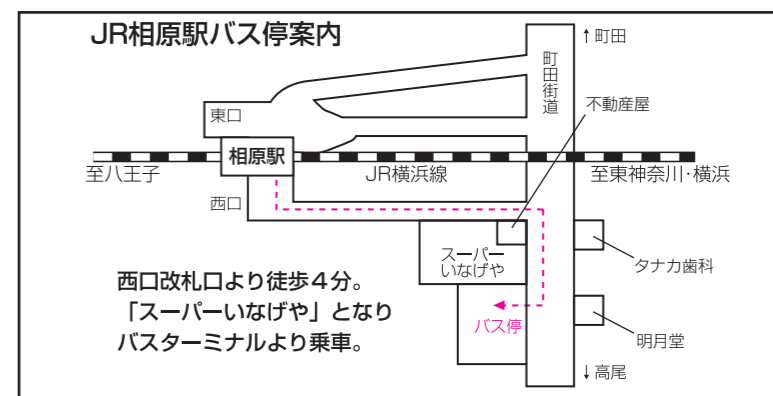 JR相原駅バス停案内
↑町田
町田街道
不動産屋
東口
相原駅
至八王子
JR横浜線
至東神奈川・横浜
西口
スーパー
いなげや
タナカ歯科
西口改札口より徒歩4分。
「スーパーいなげや」となり
バスターミナルより乗車。
バス停
明月堂
↓高尾